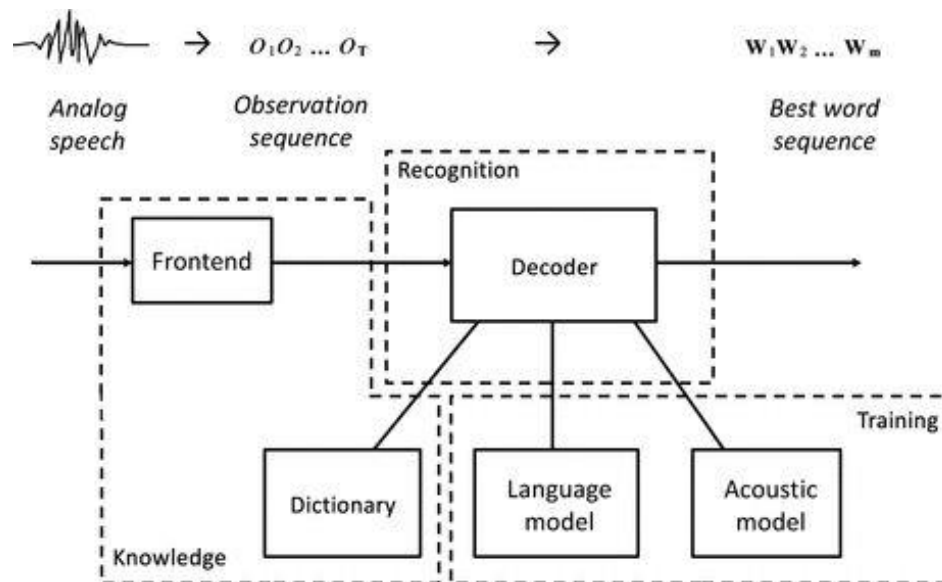 → O₁O₂ ... O_T → W₁W₂ ... Wₘ
Analog
speech
Observation
sequence
Best word
sequence
Recognition
Frontend
Decoder
Training
Dictionary
Language
model
Acoustic
model
Knowledge